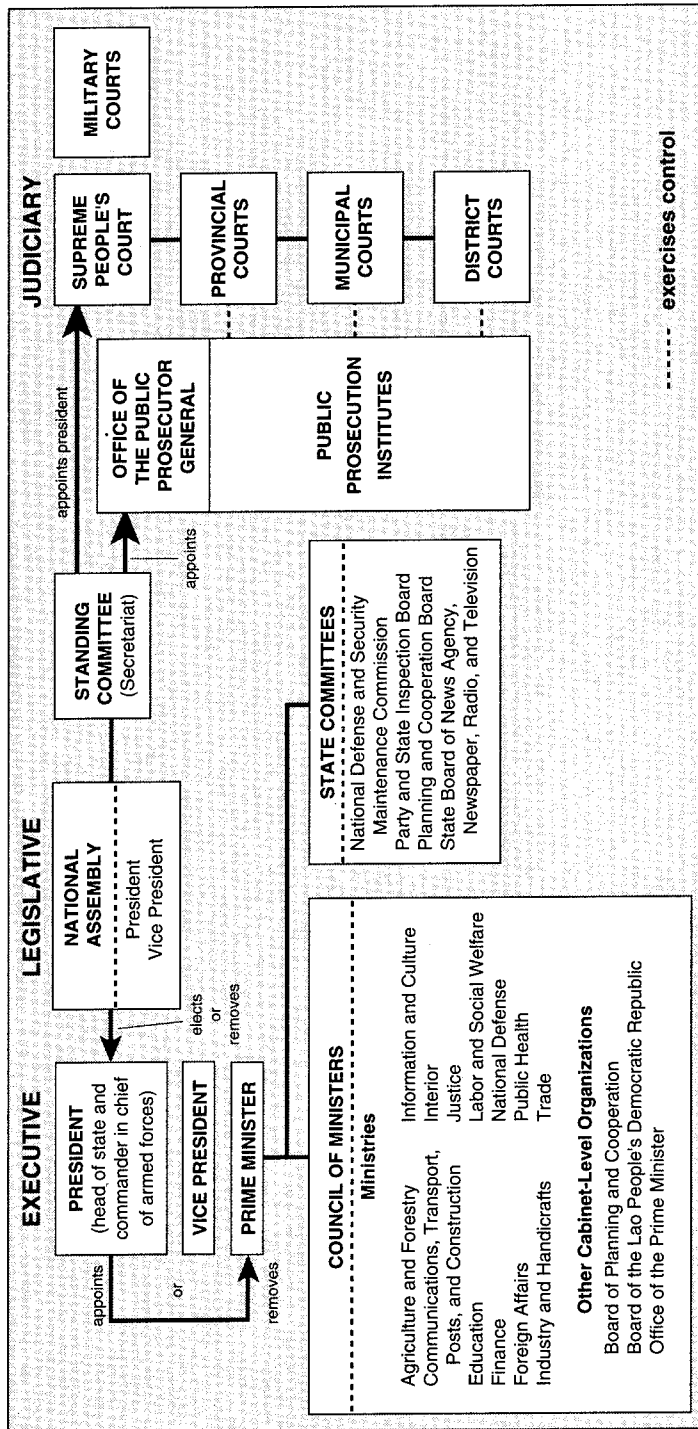 EXECUTIVE
LEGISLATIVE
JUDICIARY
PRESIDENT
(head of state and
commander in chief
of armed forces)
appoints
or
removes
VICE PRESIDENT
PRIME MINISTER
elects
or
removes
NATIONAL
ASSEMBLY
President
Vice President
STANDING
COMMITTEE
(Secretariat)
appoints president
appoints
SUPREME
PEOPLE'S
COURT
MILITARY
COURTS
OFFICE OF
THE PUBLIC
PROSECUTOR
GENERAL
PUBLIC
PROSECUTION
INSTITUTES
PROVINCIAL
COURTS
MUNICIPAL
COURTS
DISTRICT
COURTS
COUNCIL OF MINISTERS
Ministries
Agriculture and Forestry
Communications, Transport,
Posts, and Construction
Education
Finance
Foreign Affairs
Industry and Handicrafts
Information and Culture
Interior
Justice
Labor and Social Welfare
National Defense
Public Health
Trade
Other Cabinet-Level Organizations
Board of Planning and Cooperation
Board of the Lao People's Democratic Republic
Office of the Prime Minister
STATE COMMITTEES
National Defense and Security
Maintenance Commission
Party and State Inspection Board
Planning and Cooperation Board
State Board of News Agency,
Newspaper, Radio, and Television
exercises control